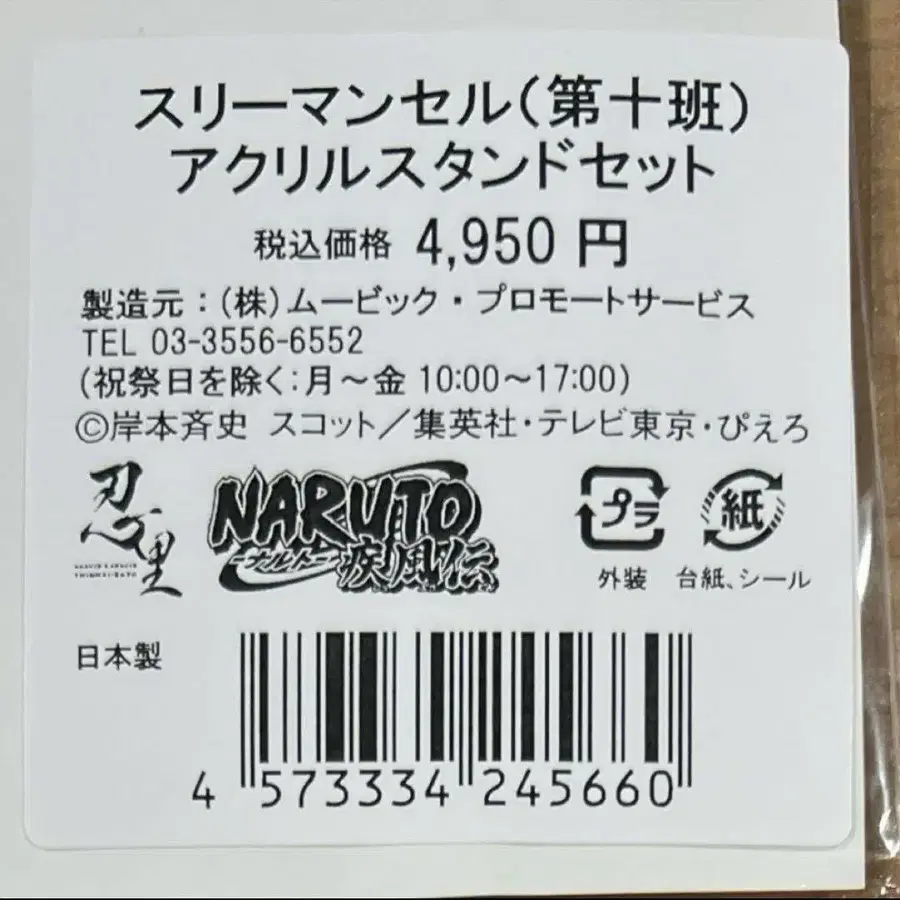 スリーマンセル(第十班)
アクリルスタンドセット
税込価格 4,950 円
製造元:(株)ムービック・プロモートサービス
TEL 03-3556-6552
(祝祭日を除く:月～金 10:00～17:00)
©岸本斉史 スコット／集英社・テレビ東京・ぴえろ
忍里
NARUTO
ーナルトー 疾風伝
プラ
紙
外装 台紙、シール
日本製
4 573334 245660